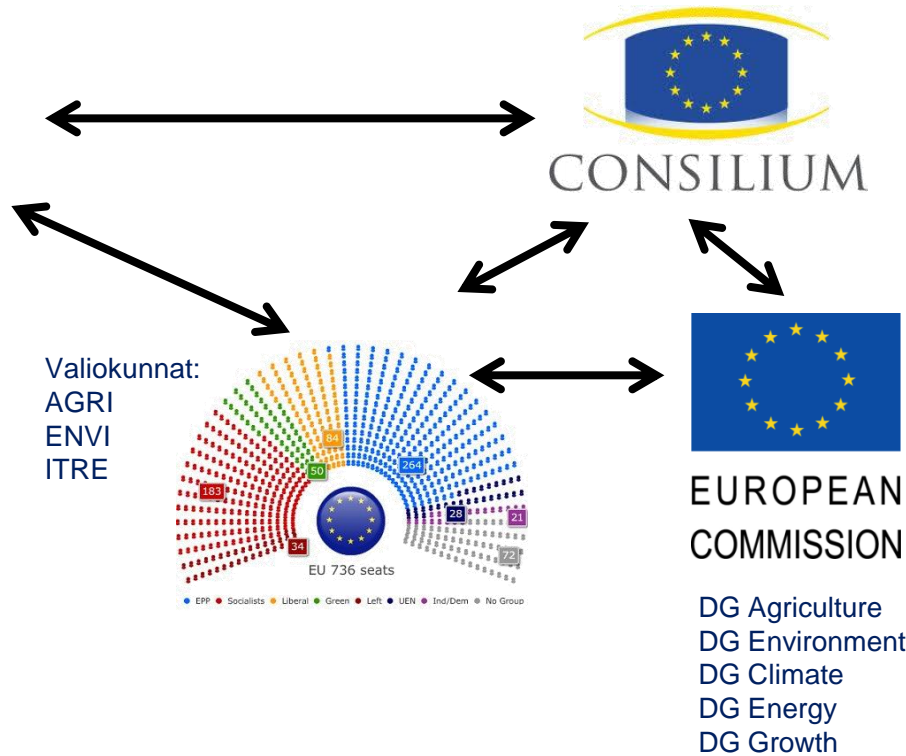 CONSILIUM
Valiokunnat:
AGRI
ENVI
ITRE
183
34
50
84
264
28
21
72
EU 736 seats
EPP Socialists Liberal Green Left UEN Ind/Dem No Group
EUROPEAN
COMMISSION
DG Agriculture
DG Environment
DG Climate
DG Energy
DG Growth